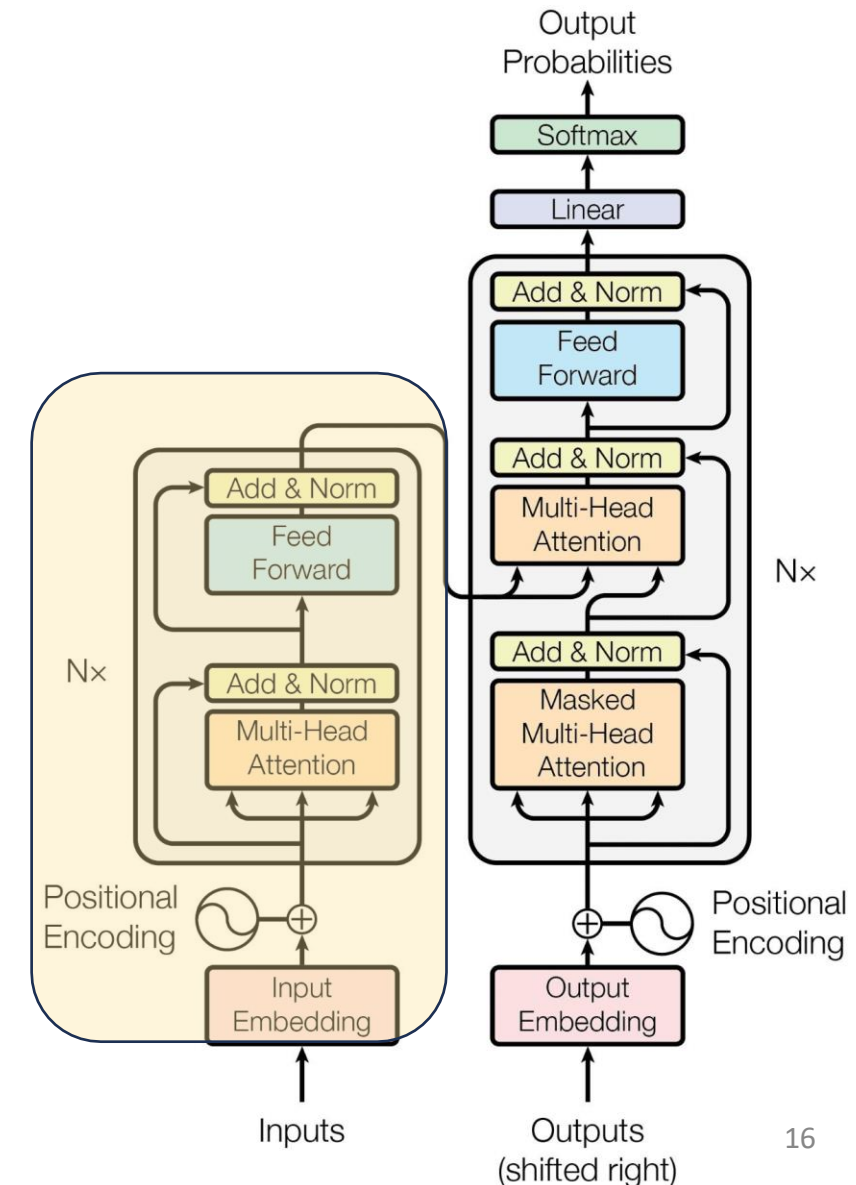 Output
Probabilities
Softmax
Linear
Add & Norm
Feed
Forward
Add & Norm
Multi-Head
Attention
Nx
Add & Norm
Masked
Multi-Head
Attention
Positional
Encoding
Output
Embedding
Outputs
(shifted right)
Add & Norm
Feed
Forward
Nx
Add & Norm
Multi-Head
Attention
Positional
Encoding
Input
Embedding
Inputs
16